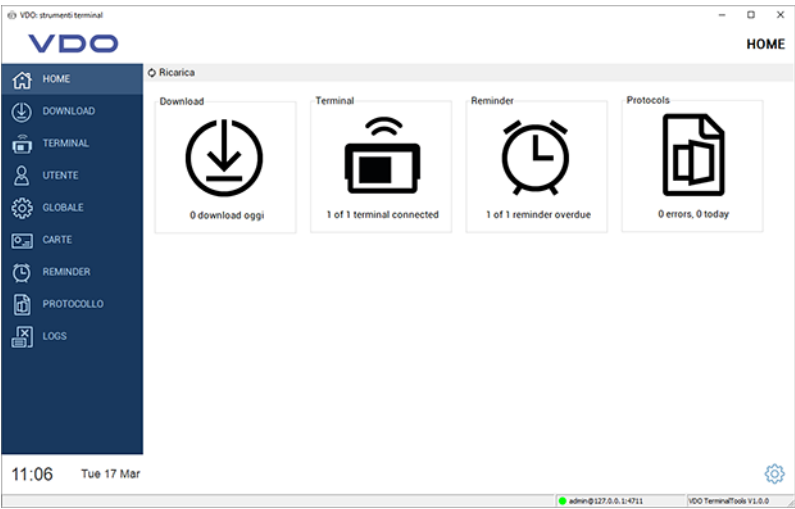 VDO: strumenti terminal
VDO
HOME
HOME
DOWNLOAD
TERMINAL
UTENTE
GLOBALE
CARTE
REMINDER
PROTOCOLLO
LOGS
Ricarica
Download
0 download oggi
Terminal
1 of 1 terminal connected
Reminder
1 of 1 reminder overdue
Protocols
0 errors, 0 today
11:06 Tue 17 Mar
admin@127.0.0.1:4711
VDO TerminalTools V1.0.0